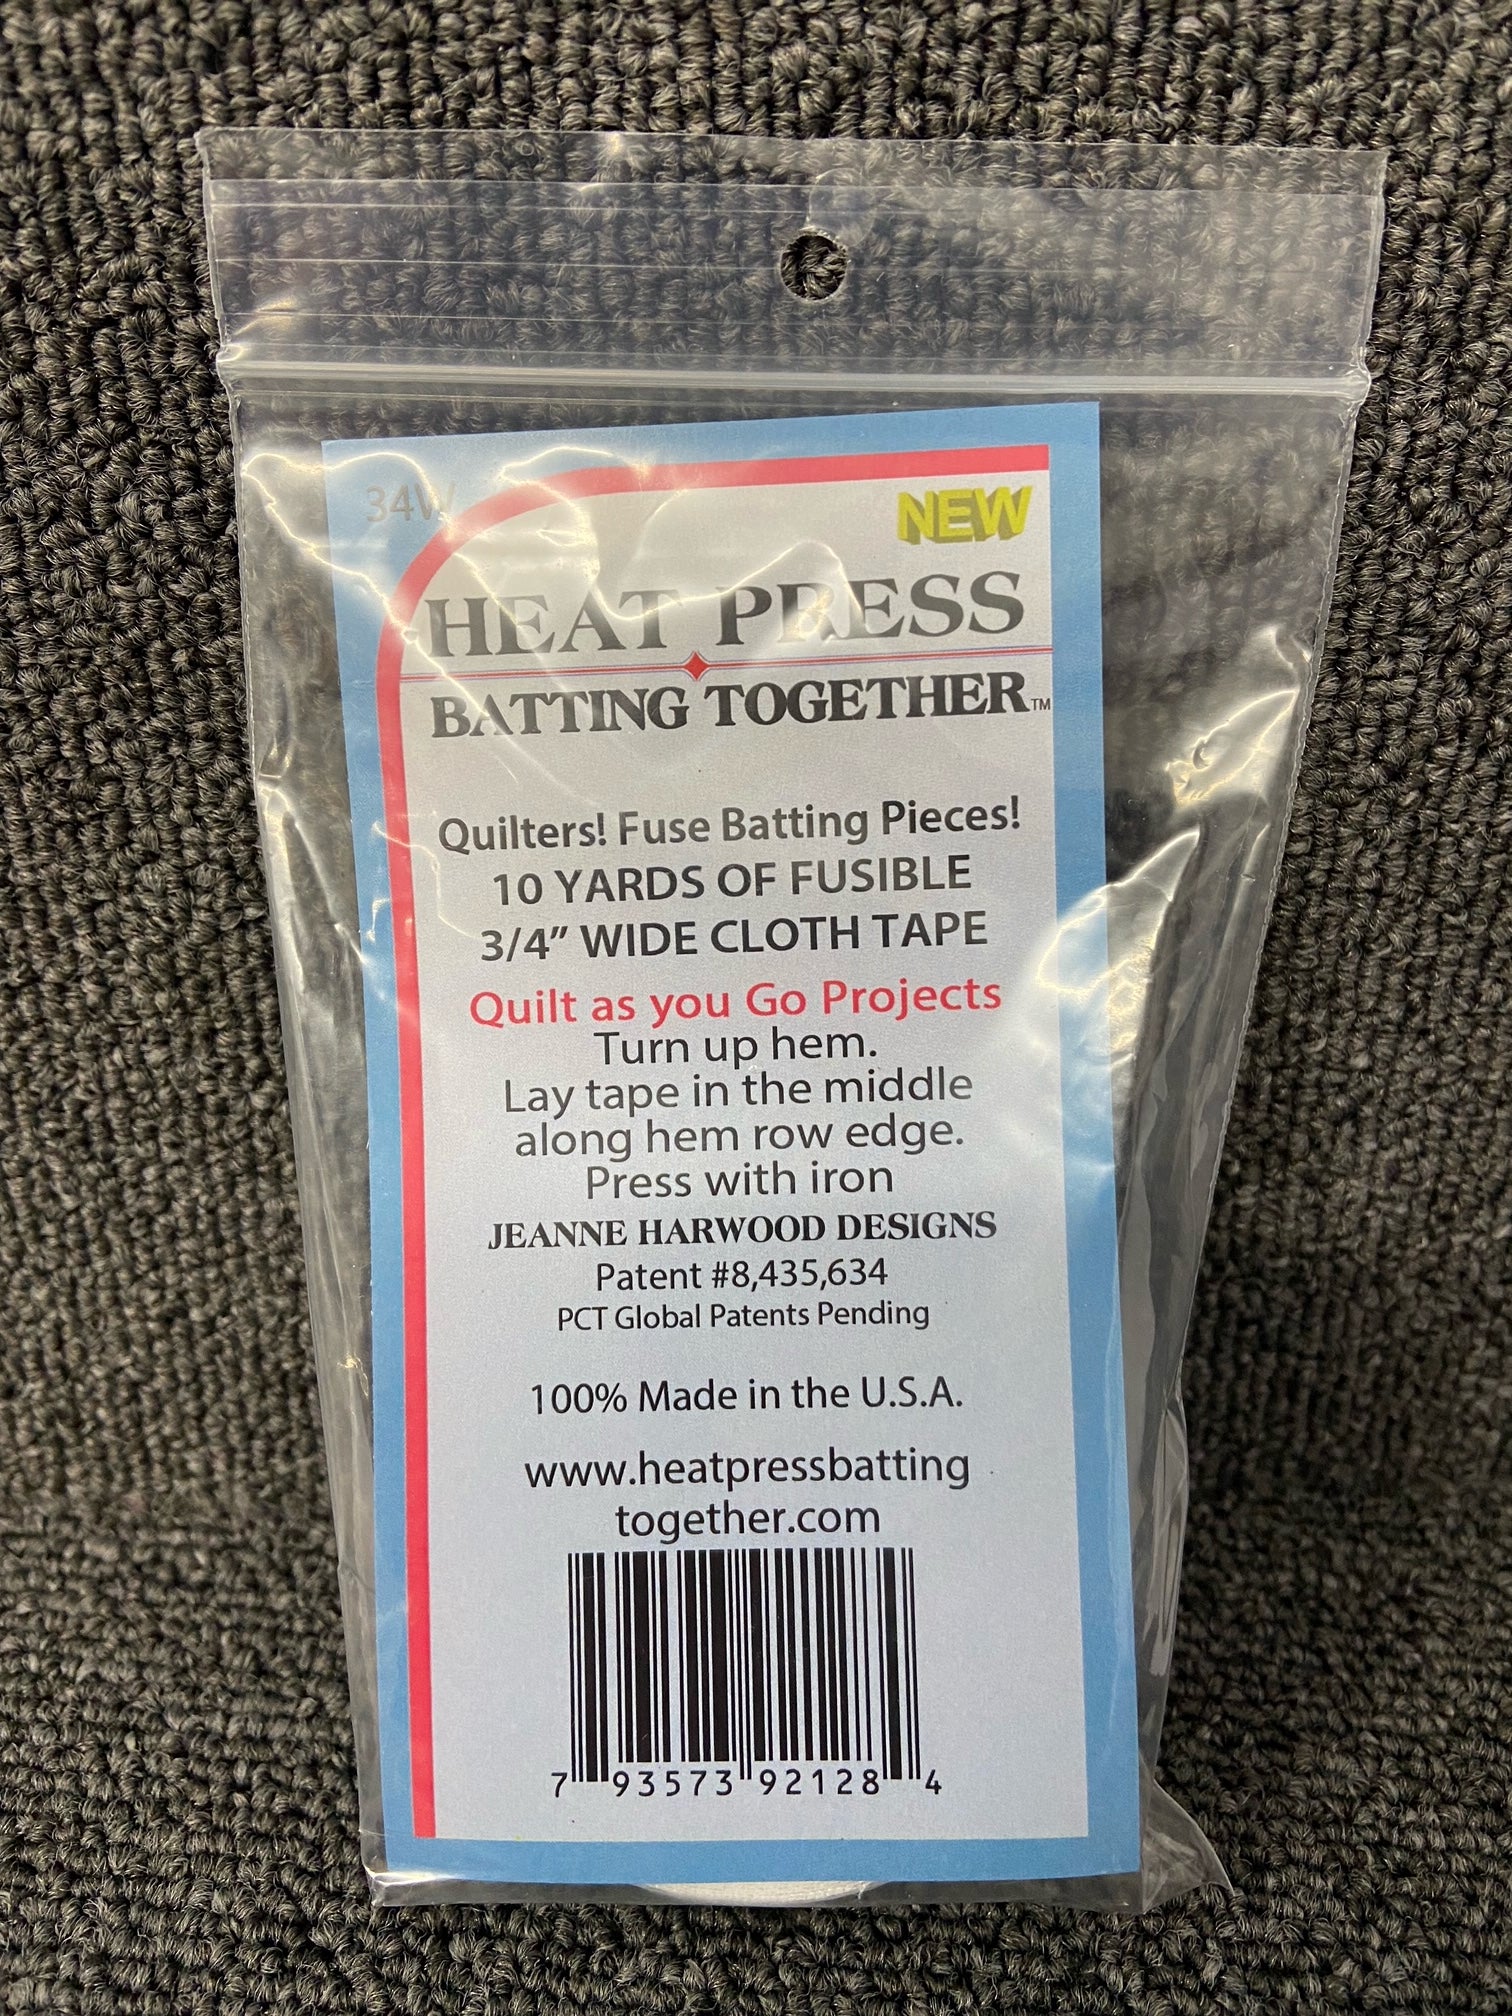 34W
NEW
HEAT PRESS
BATTING TOGETHER™
Quilters! Fuse Batting Pieces!
10 YARDS OF FUSIBLE
3/4” WIDE CLOTH TAPE
Quilt as you Go Projects
Turn up hem.
Lay tape in the middle
along hem row edge.
Press with iron
JEANNE HARWOOD DESIGNS
Patent #8,435,634
PCT Global Patents Pending
100% Made in the U.S.A.
www.heatpressbatting
together.com
7 93573 92128 4